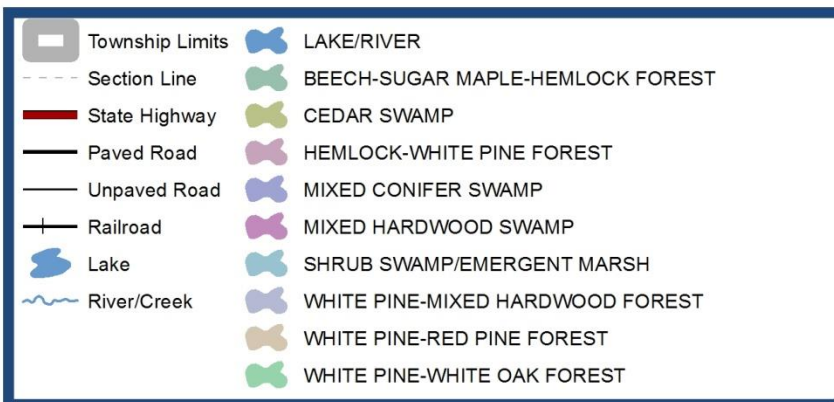 Township Limits
Section Line
State Highway
Paved Road
Unpaved Road
Railroad
Lake
River/Creek
LAKE/RIVER
BEECH-SUGAR MAPLE-HEMLOCK FOREST
CEDAR SWAMP
HEMLOCK-WHITE PINE FOREST
MIXED CONIFER SWAMP
MIXED HARDWOOD SWAMP
SHRUB SWAMP/EMERGENT MARSH
WHITE PINE-MIXED HARDWOOD FOREST
WHITE PINE-RED PINE FOREST
WHITE PINE-WHITE OAK FOREST